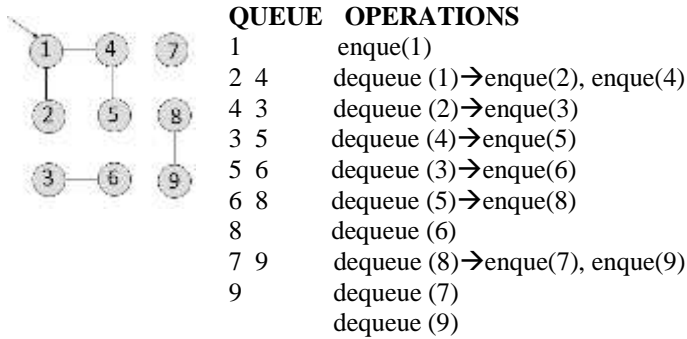 QUEUE OPERATIONS
1 enque(1)
2 4 dequeue (1)→enque(2), enque(4)
4 3 dequeue (2)→enque(3)
3 5 dequeue (4)→enque(5)
5 6 dequeue (3)→enque(6)
6 8 dequeue (5)→enque(8)
8 dequeue (6)
7 9 dequeue (8)→enque(7), enque(9)
9 dequeue (7)
dequeue (9)
1 4 7
2 5 8
3 6 9